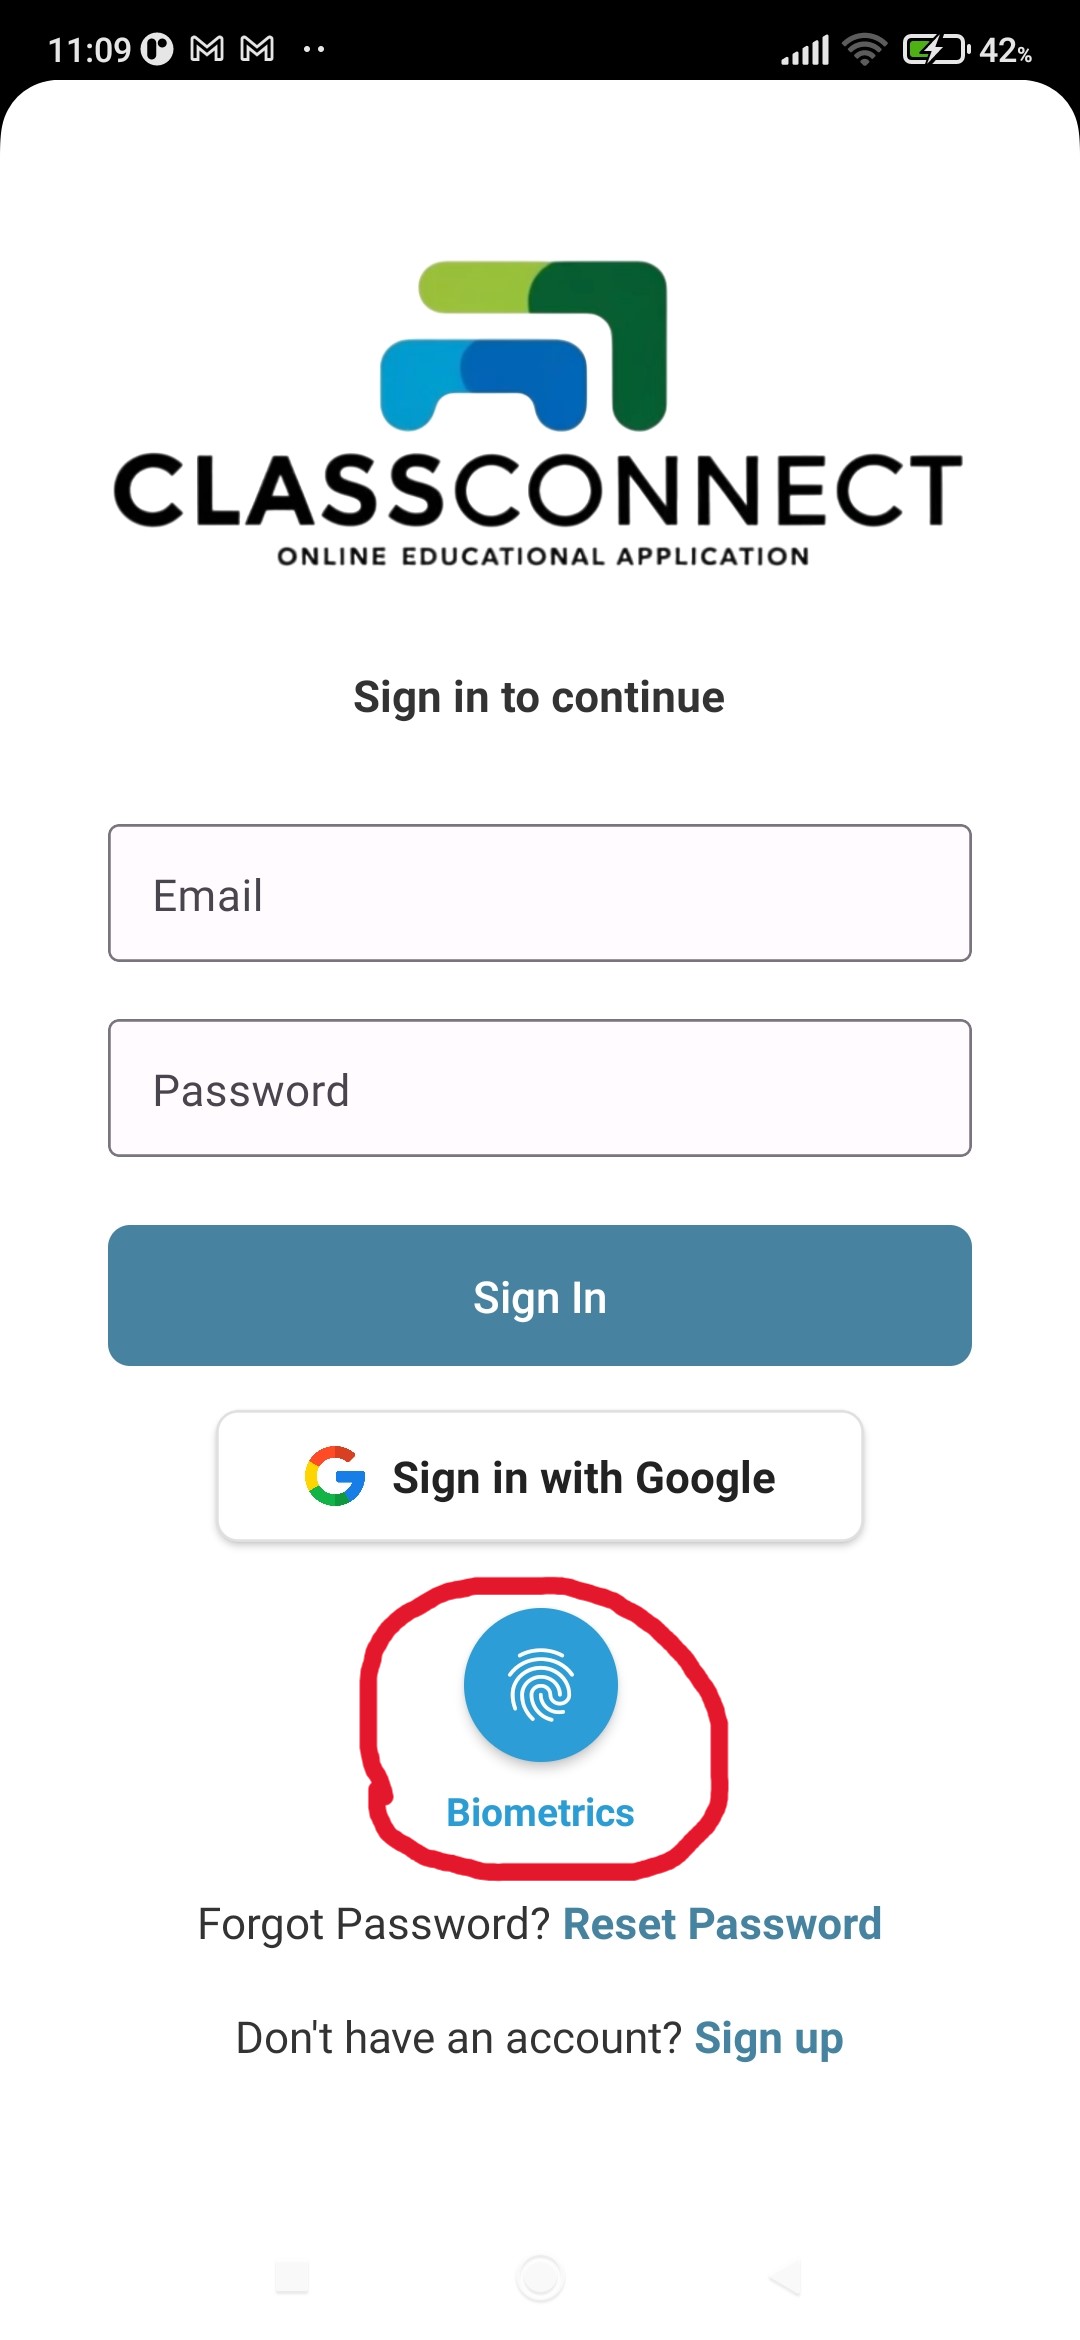 11:09 42%
CLASSCONNECT
ONLINE EDUCATIONAL APPLICATION
Sign in to continue
Email
Password
Sign In
Sign in with Google
Biometrics
Forgot Password? Reset Password
Don't have an account? Sign up